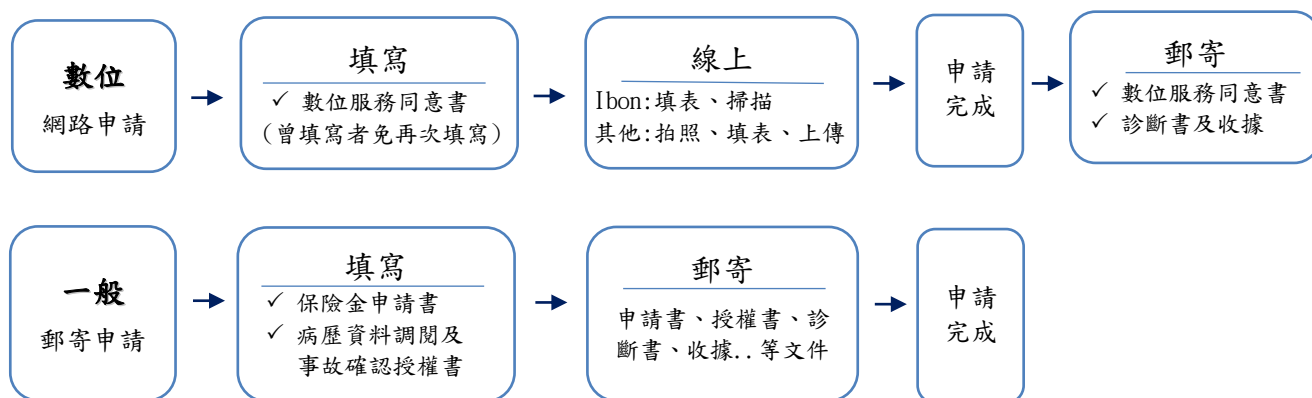 數位
網路申請
填寫
✓ 數位服務同意書
(曾填寫者免再次填寫)
線上
Ibon:填表、掃描
其他:拍照、填表、上傳
申請
完成
郵寄
✓ 數位服務同意書
✓ 診斷書及收據
一般
郵寄申請
填寫
✓ 保險金申請書
✓ 病歷資料調閱及
事故確認授權書
郵寄
申請書、授權書、診
斷書、收據..等文件
申請
完成